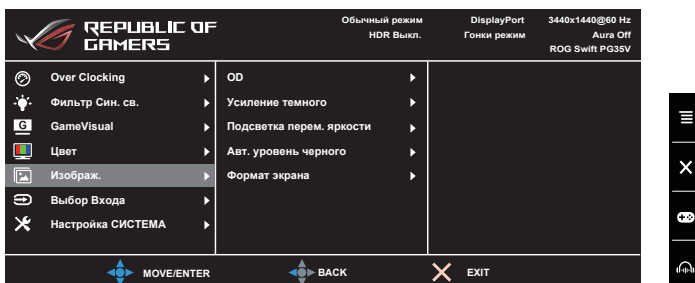 REPUBLIC OF
GAMERS
Обычный режим
HDR Выкл.
DisplayPort
Гонки режим
3440x1440@60 Hz
Aura Off
ROG Swift PG35V
Over Clocking
Фильтр Син. св.
G GameVisual
Цвет
Изображ.
Выбор Входа
Настройка СИСТЕМА
OD
Усиление темного
Подсветка перем. яркости
Авт. уровень черного
Формат экрана
MOVE/ENTER
BACK
EXIT